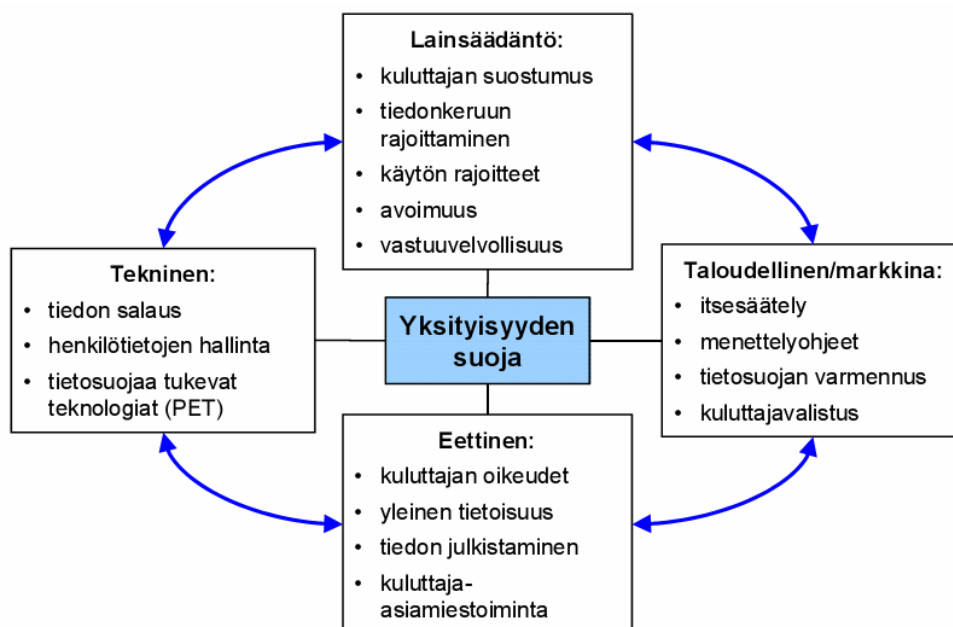 Lainsäädäntö:
• kuluttajan suostumus
• tiedonkeruun
rajoittaminen
• käytön rajoitteet
• avoimuus
• vastuuvelvollisuus
Tekninen:
• tiedon salaus
• henkilötietojen hallinta
• tietosuojaa tukevat
teknologiat (PET)
Yksityisyyden
suoja
Taloudellinen/markkina:
• itsesäätely
• menettelyohjeet
• tietosuojan varmennus
• kuluttajavalistus
Eettinen:
• kuluttajan oikeudet
• yleinen tietoisuus
• tiedon julkistaminen
• kuluttaja-
asiamiestoiminta